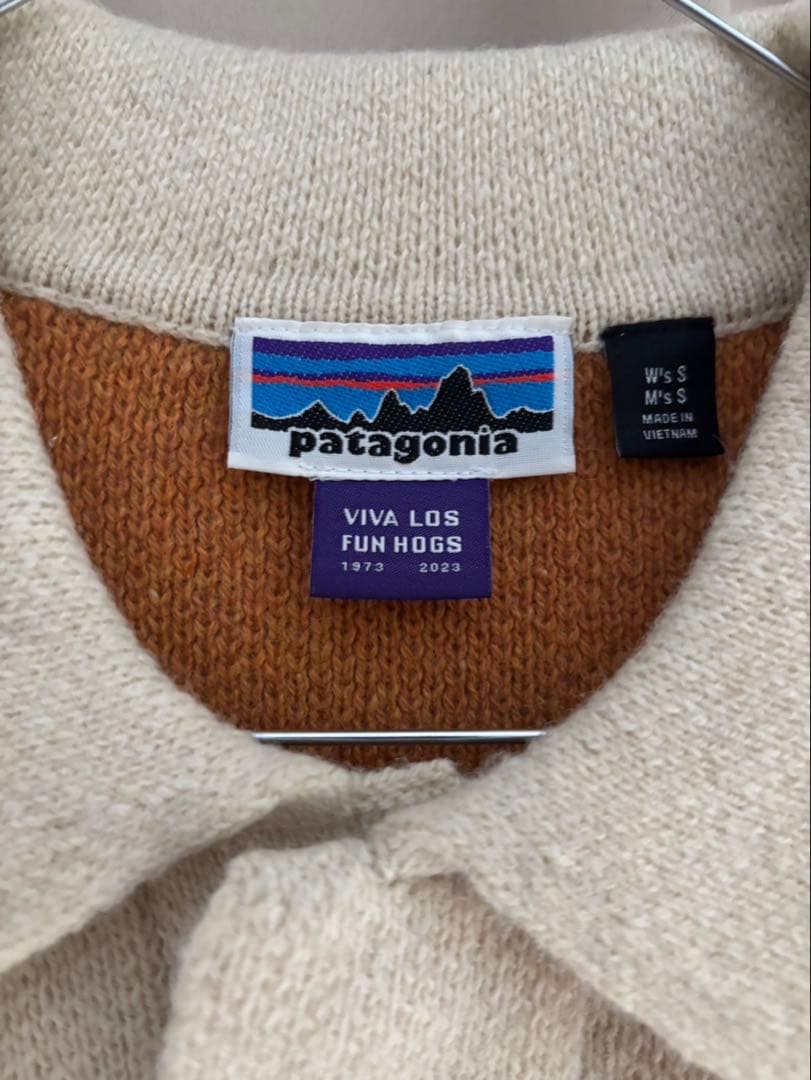 patagonia
VIVA LOS
FUN HOGS
1973 2023
W's S
M's S
MADE IN
VIETNAM